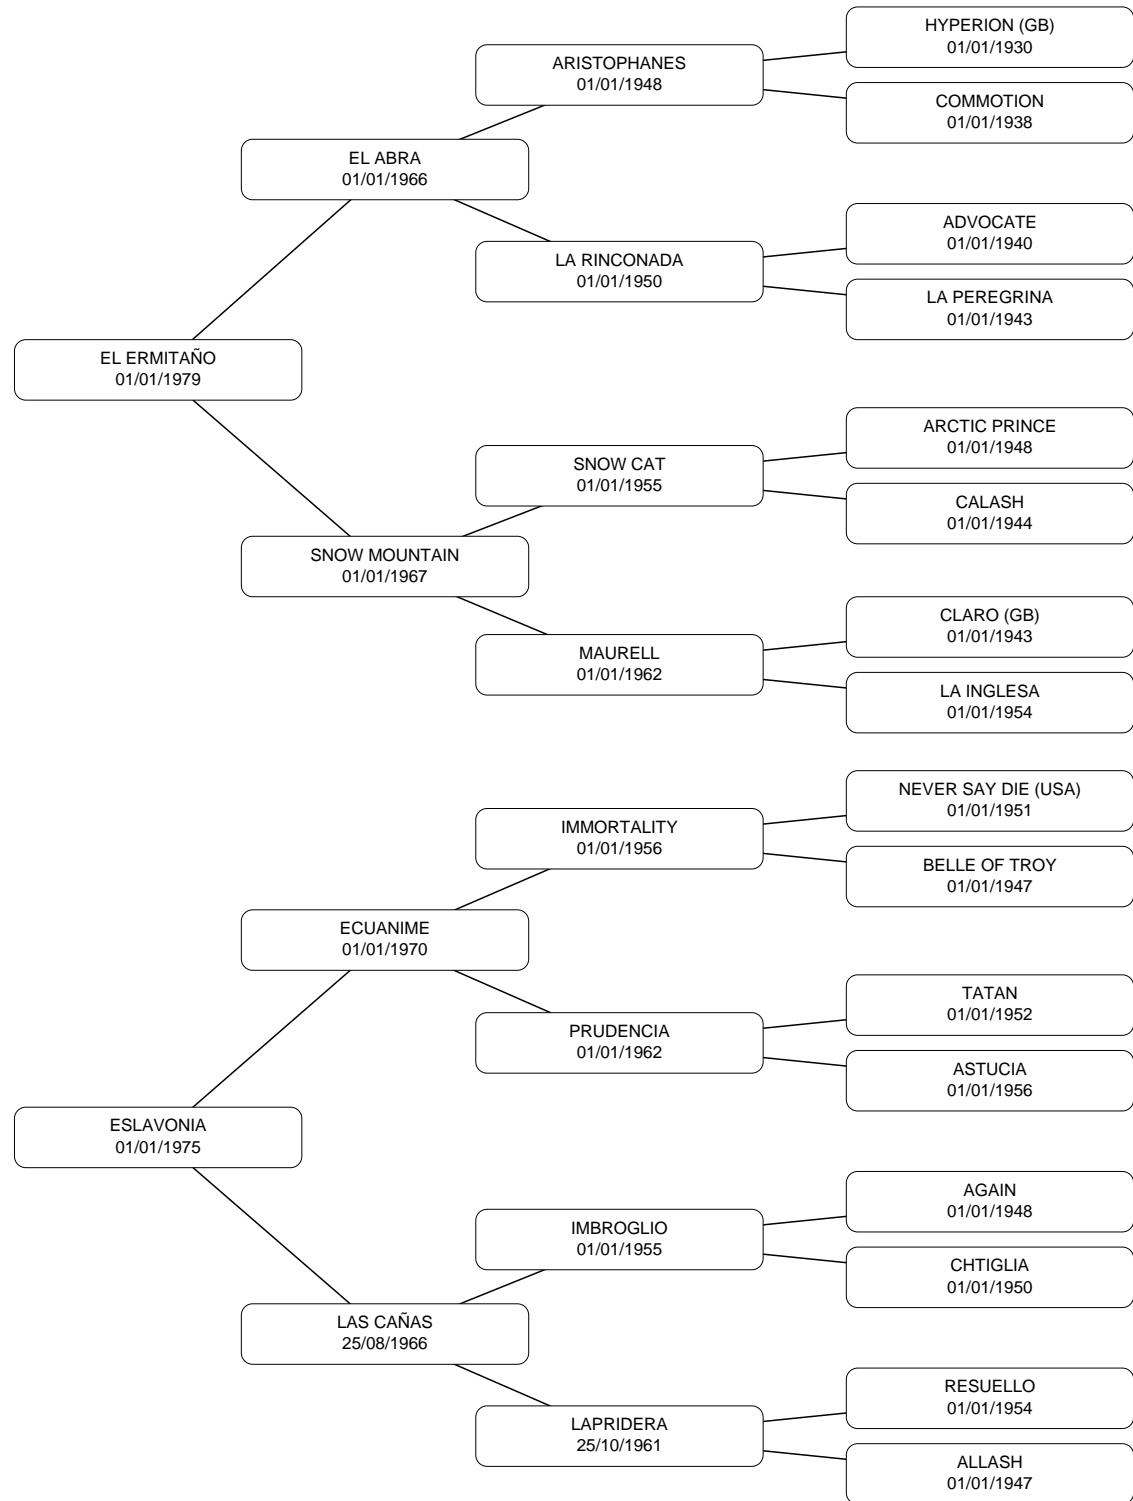 HYPERION (GB)
01/01/1930
ARISTOPHANES
01/01/1948
COMMOTION
01/01/1938
EL ABRA
01/01/1966
ADVOCATE
01/01/1940
LA RINCONADA
01/01/1950
LA PEREGRINA
01/01/1943
EL ERMITAÑO
01/01/1979
ARCTIC PRINCE
01/01/1948
SNOW CAT
01/01/1955
CALASH
01/01/1944
SNOW MOUNTAIN
01/01/1967
CLARO (GB)
01/01/1943
MAURELL
01/01/1962
LA INGLESA
01/01/1954
NEVER SAY DIE (USA)
01/01/1951
IMMORTALITY
01/01/1956
BELLE OF TROY
01/01/1947
ECUANIME
01/01/1970
TATAN
01/01/1952
PRUDENCIA
01/01/1962
ASTUCIA
01/01/1956
ESLAVONIA
01/01/1975
AGAIN
01/01/1948
IMBROGLIO
01/01/1955
CHTIGLIA
01/01/1950
LAS CAÑAS
25/08/1966
RESUELLO
01/01/1954
LAPRIDERA
25/10/1961
ALLASH
01/01/1947